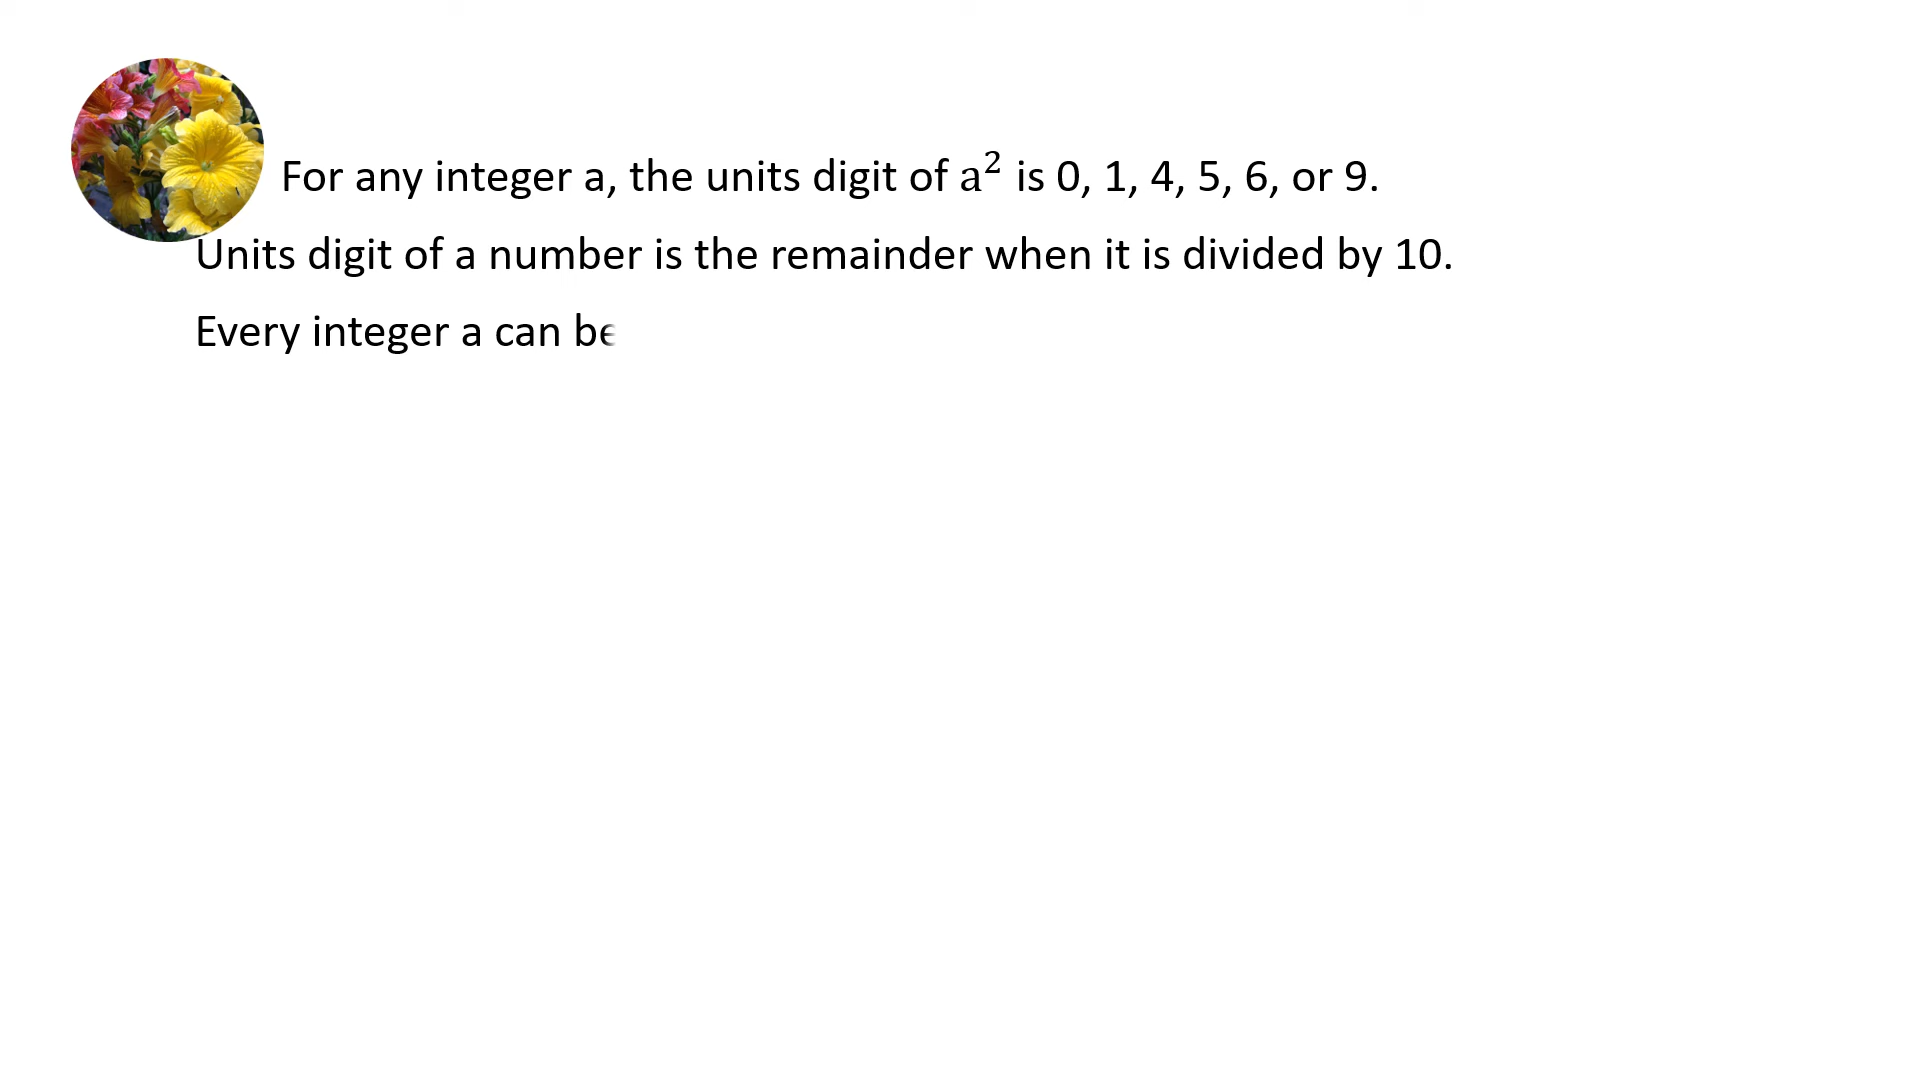 For any integer a, the units digit of a² is 0, 1, 4, 5, 6, or 9.
Units digit of a number is the remainder when it is divided by 10.
Every integer a can be